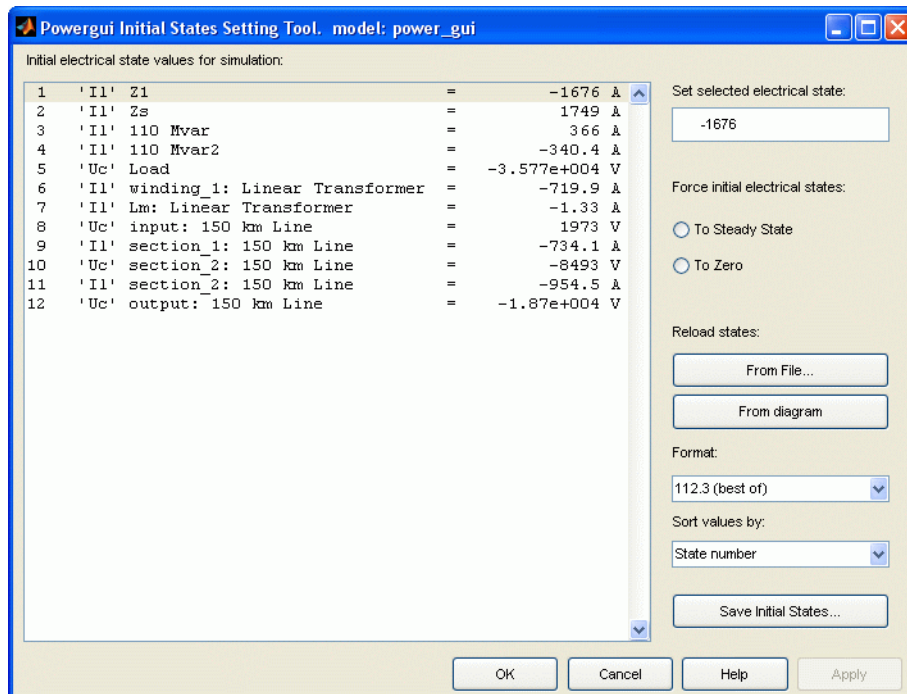 Powergui Initial States Setting Tool. model: power_gui
Initial electrical state values for simulation:
1 'Il' Z1 = -1676 A
2 'Il' Zs = 1749 A
3 'Il' 110 Mvar = 366 A
4 'Il' 110 Mvar2 = -340.4 A
5 'Uc' Load = -3.577e+004 V
6 'Il' winding_1: Linear Transformer = -719.9 A
7 'Il' Lm: Linear Transformer = -1.33 A
8 'Uc' input: 150 km Line = 1973 V
9 'Il' section_1: 150 km Line = -734.1 A
10 'Uc' section_2: 150 km Line = -8493 V
11 'Il' section_2: 150 km Line = -954.5 A
12 'Uc' output: 150 km Line = -1.87e+004 V
Set selected electrical state:
-1676
Force initial electrical states:
To Steady State
To Zero
Reload states:
From File...
From diagram
Format:
112.3 (best of)
Sort values by:
State number
Save Initial States...
OK Cancel Help Apply